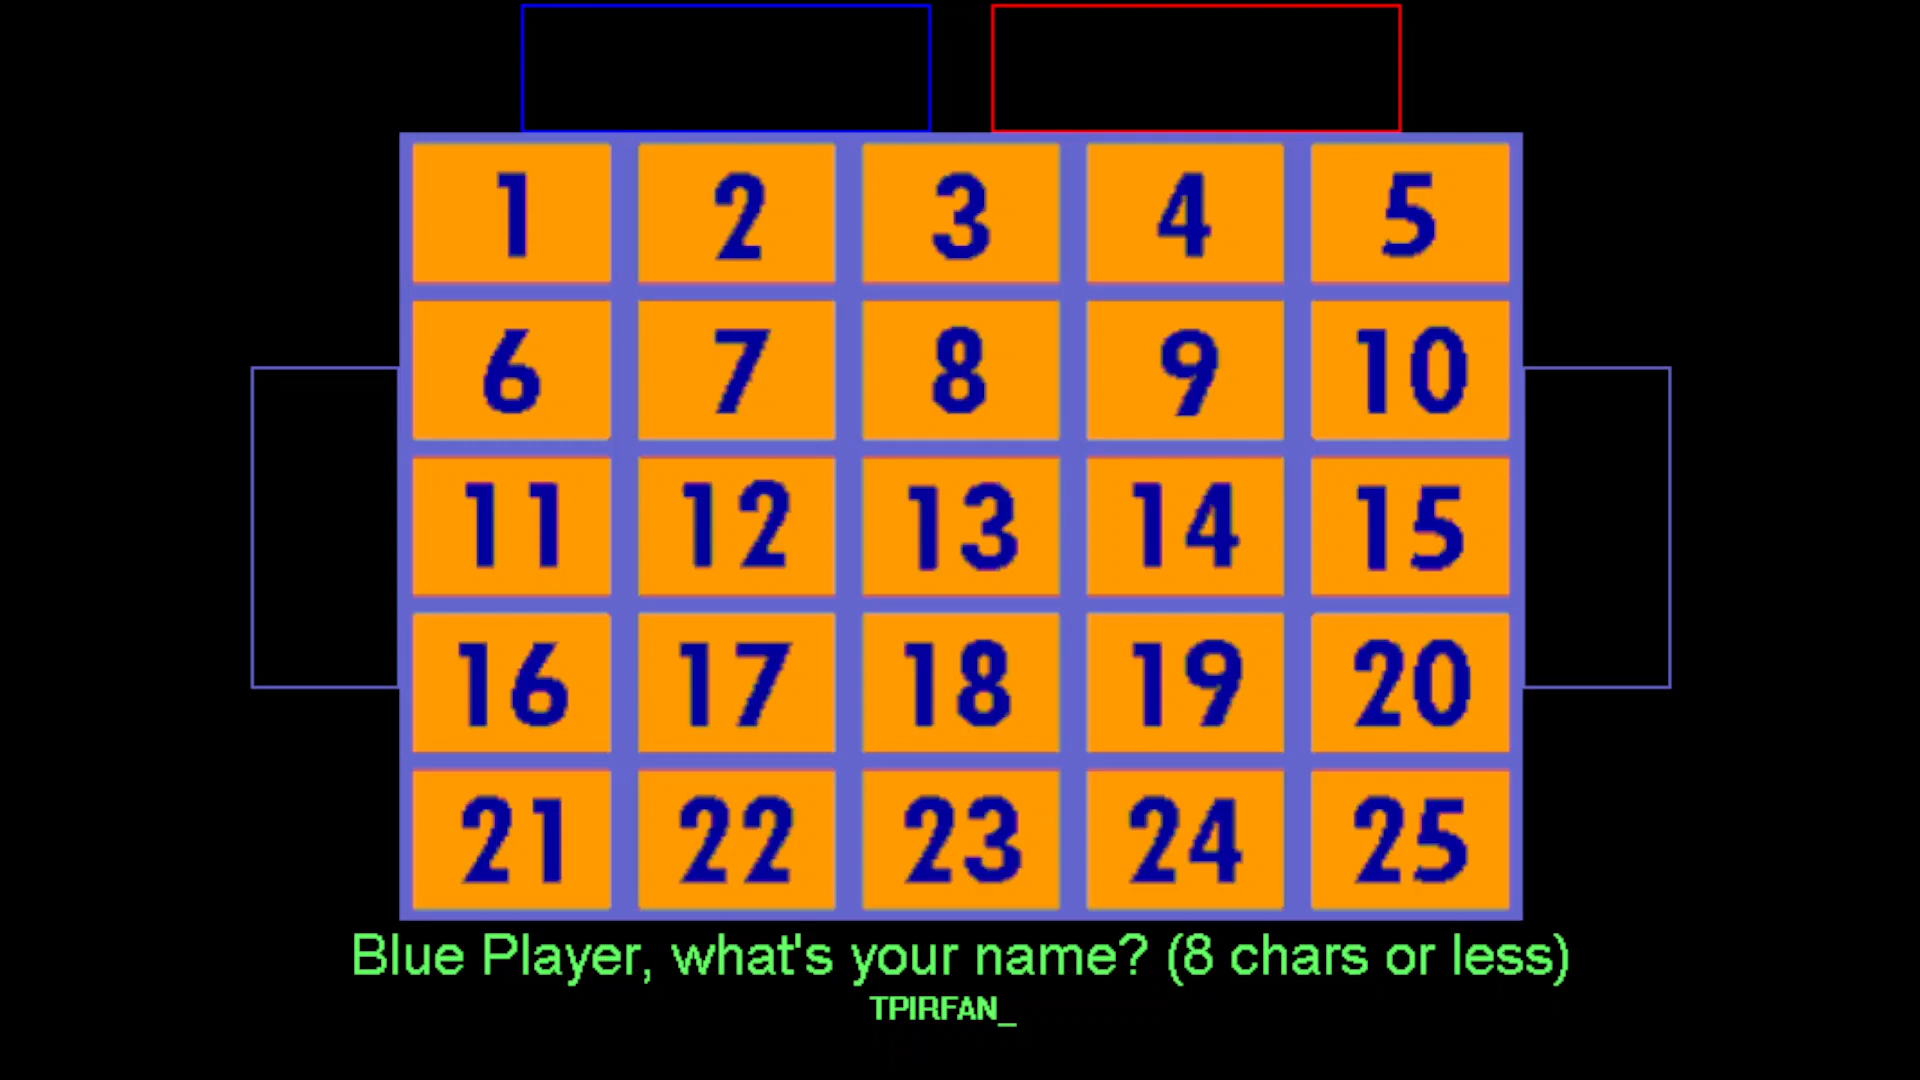 1 2 3 4 5
6 7 8 9 10
11 12 13 14 15
16 17 18 19 20
21 22 23 24 25
Blue Player, what's your name? (8 chars or less)
TPIRFAN_